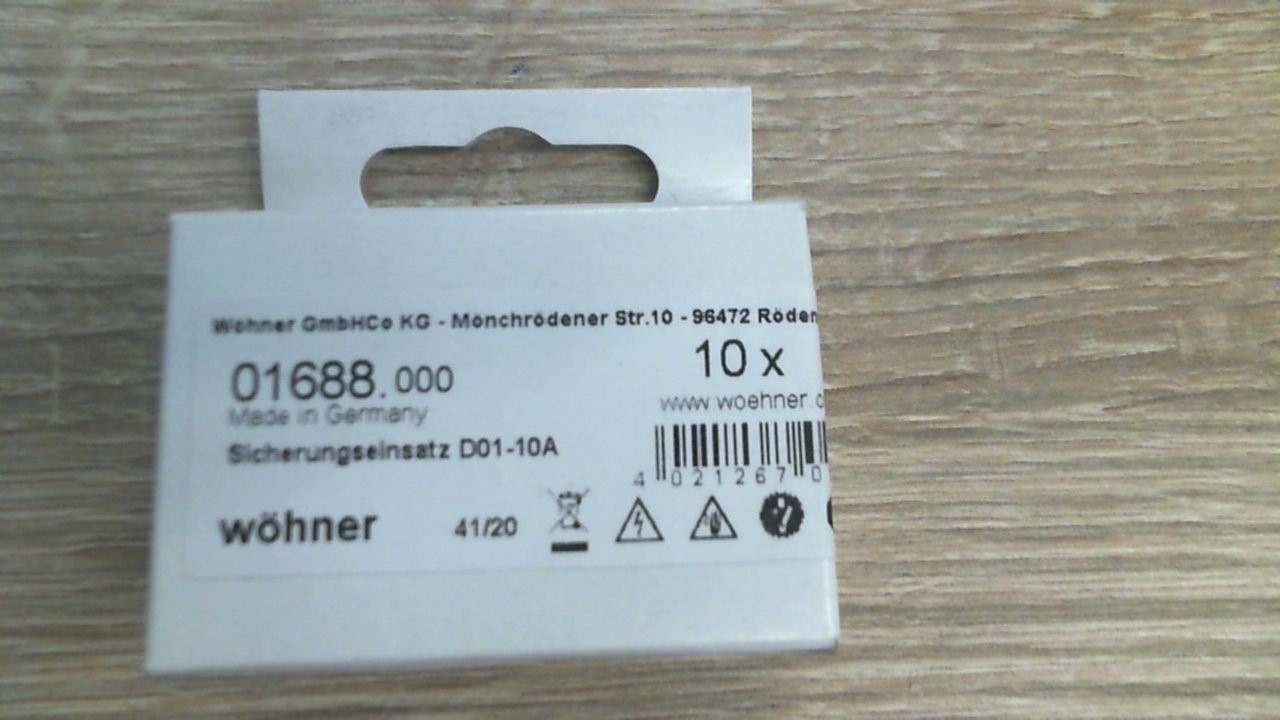 Wöhner GmbHCo KG - Mönchrödener Str.10 - 96472 Röden
10 x
01688.000
www.woehner.
Made in Germany
Sicherungseinsatz D01-10A
4 021267 0
wöhner
41/20